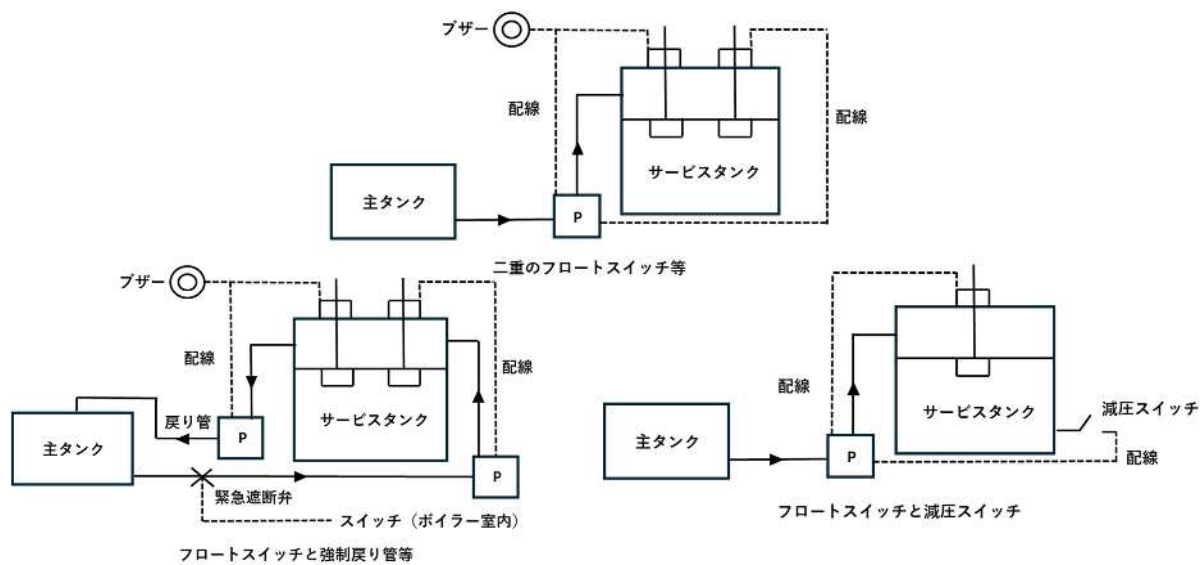 ブザー
配線
配線
サービスタンク
主タンク
P
二重のフロートスイッチ等
ブザー
配線
配線
戻り管
サービスタンク
主タンク
P
P
緊急遮断弁
スイッチ（ボイラー室内）
フロートスイッチと強制戻り管等
配線
サービスタンク
減圧スイッチ
主タンク
P
配線
フロートスイッチと減圧スイッチ